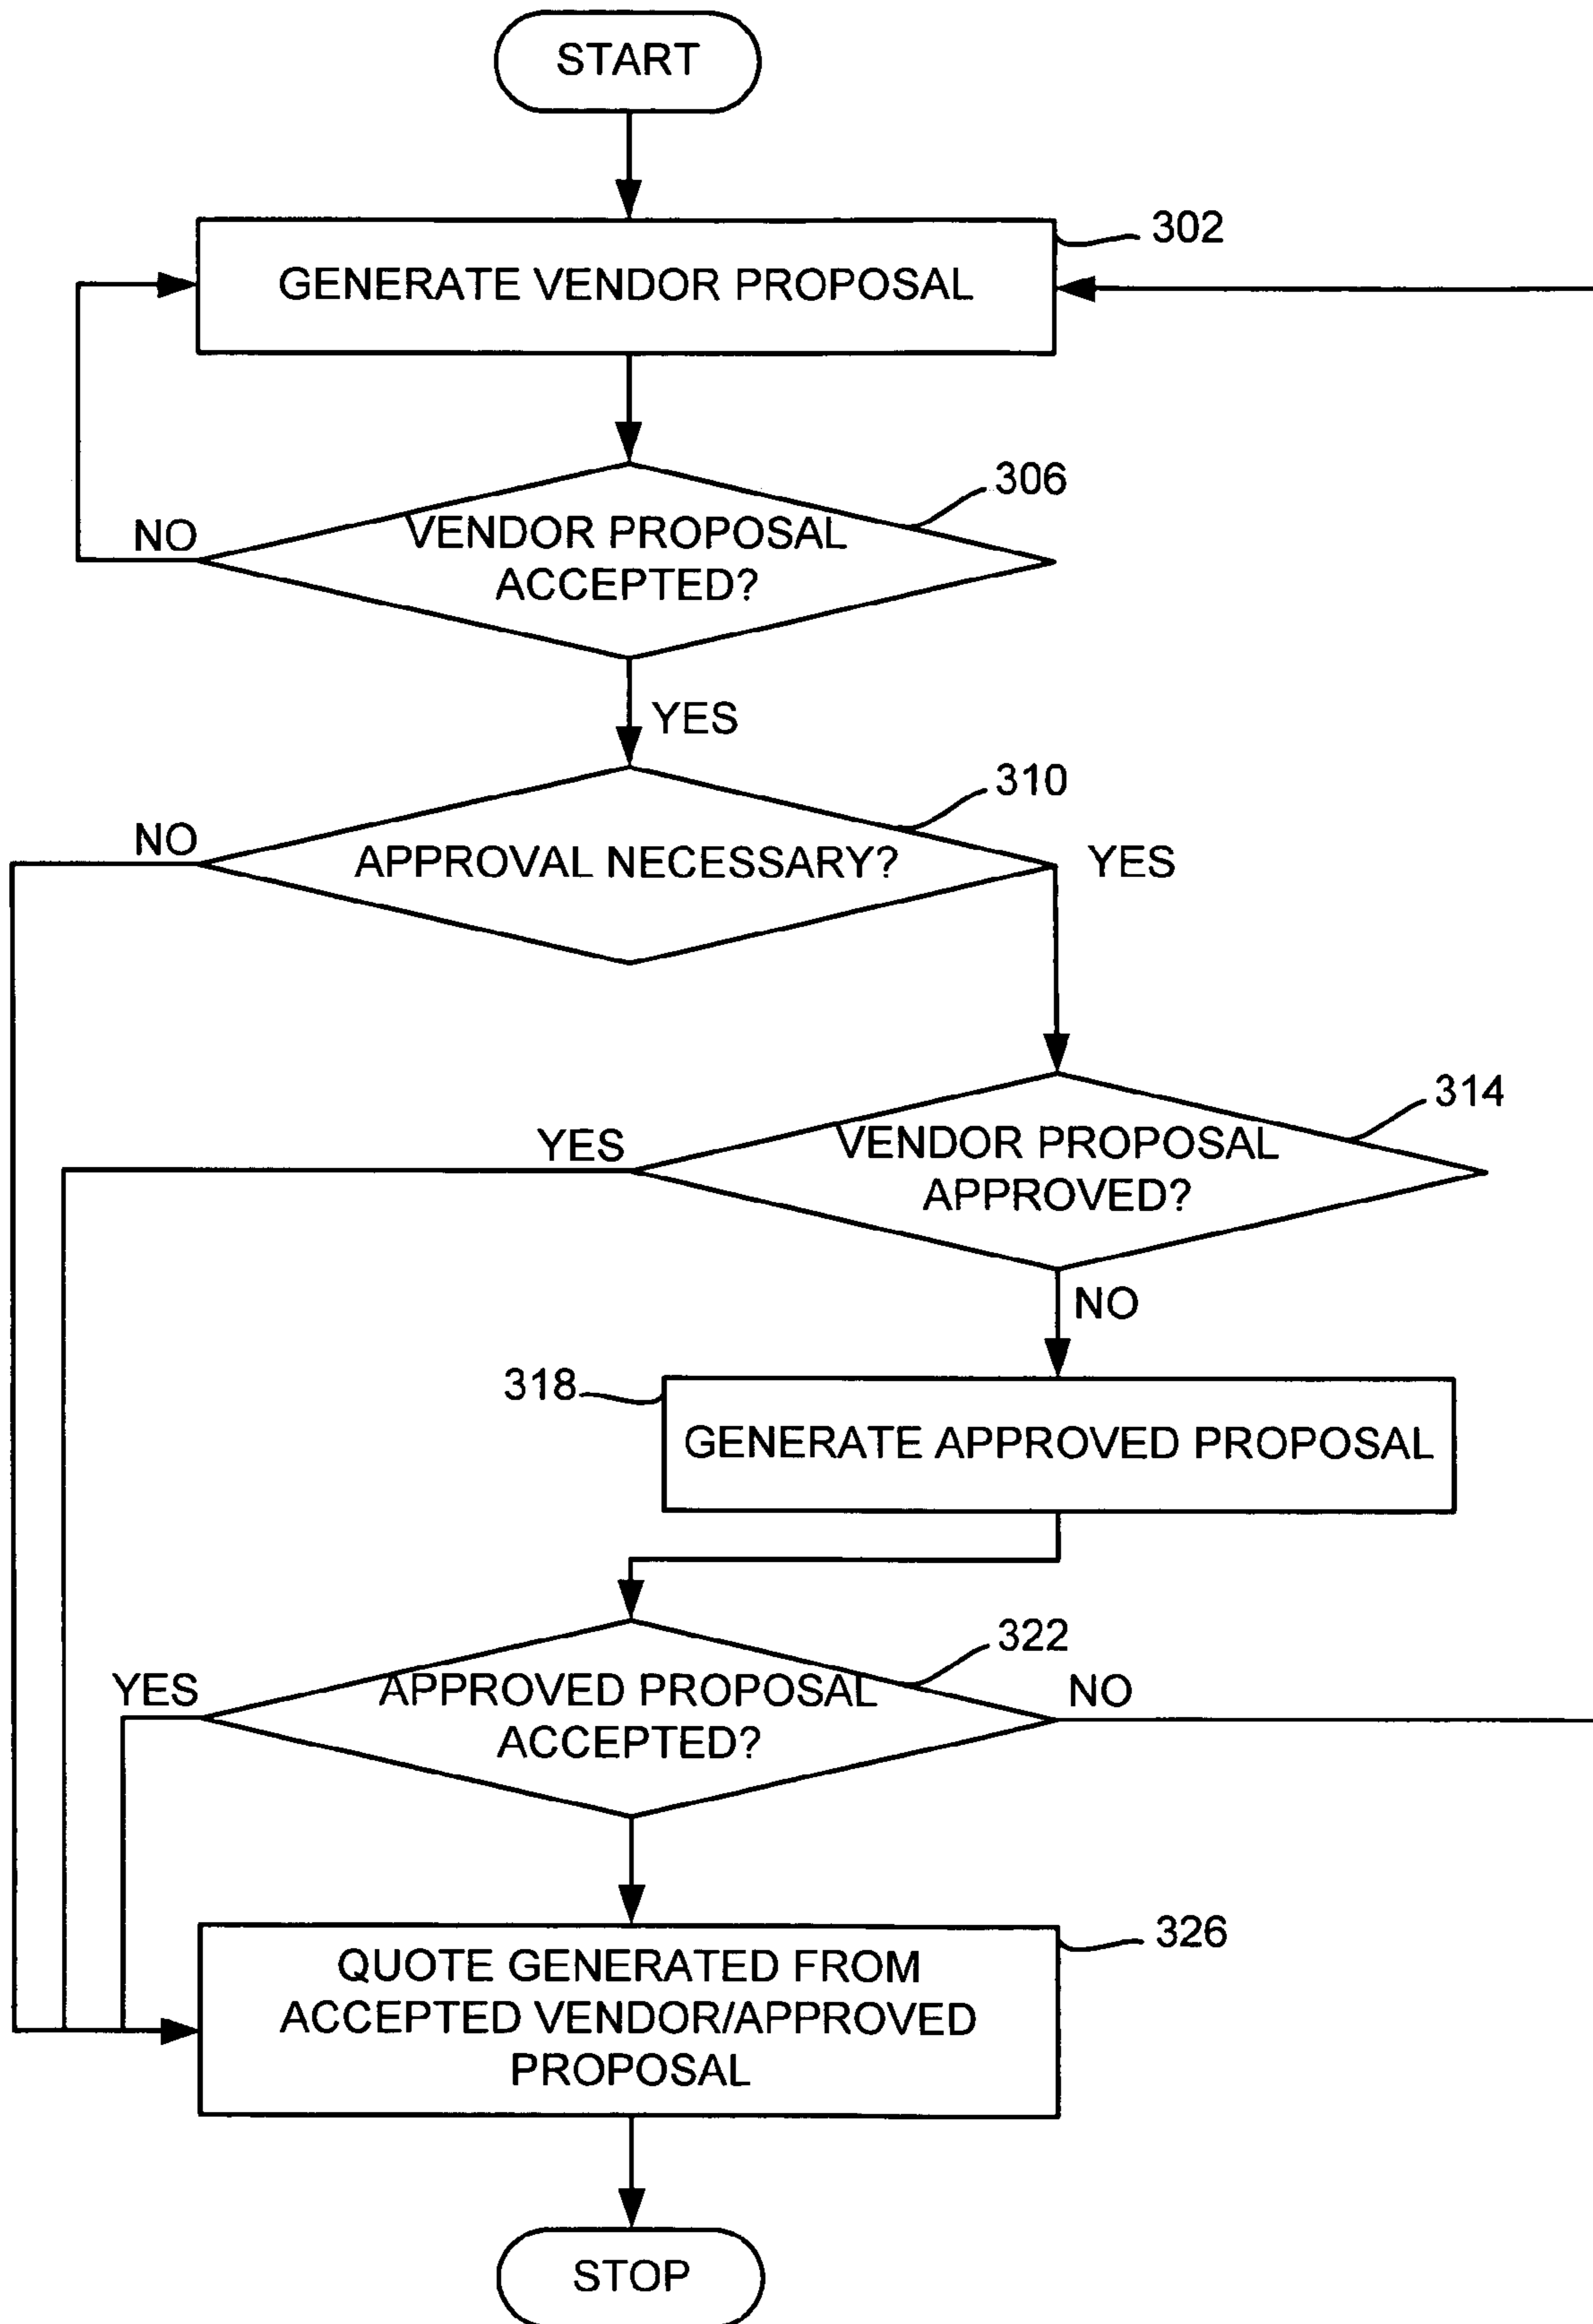 START
302
GENERATE VENDOR PROPOSAL
306
NO
VENDOR PROPOSAL
ACCEPTED?
YES
310
NO
APPROVAL NECESSARY?
YES
314
YES
VENDOR PROPOSAL
APPROVED?
NO
318
GENERATE APPROVED PROPOSAL
322
YES
APPROVED PROPOSAL
ACCEPTED?
NO
326
QUOTE GENERATED FROM
ACCEPTED VENDOR/APPROVED
PROPOSAL
STOP